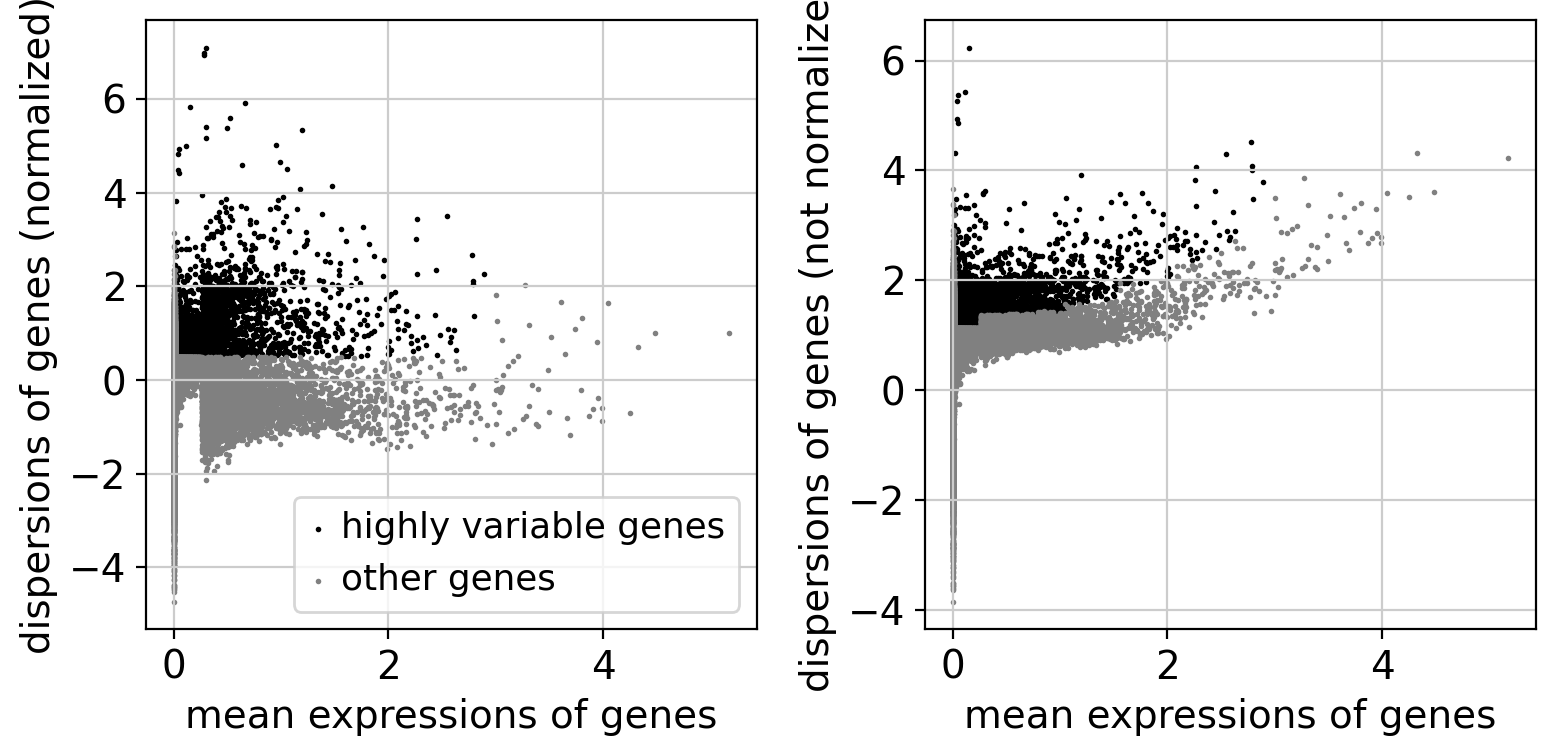 dispersions of genes (normalized)
6
4
2
0
−2
−4
0 2 4
mean expressions of genes
highly variable genes
other genes
dispersions of genes (not normalize
6
4
2
0
−2
−4
0 2 4
mean expressions of genes